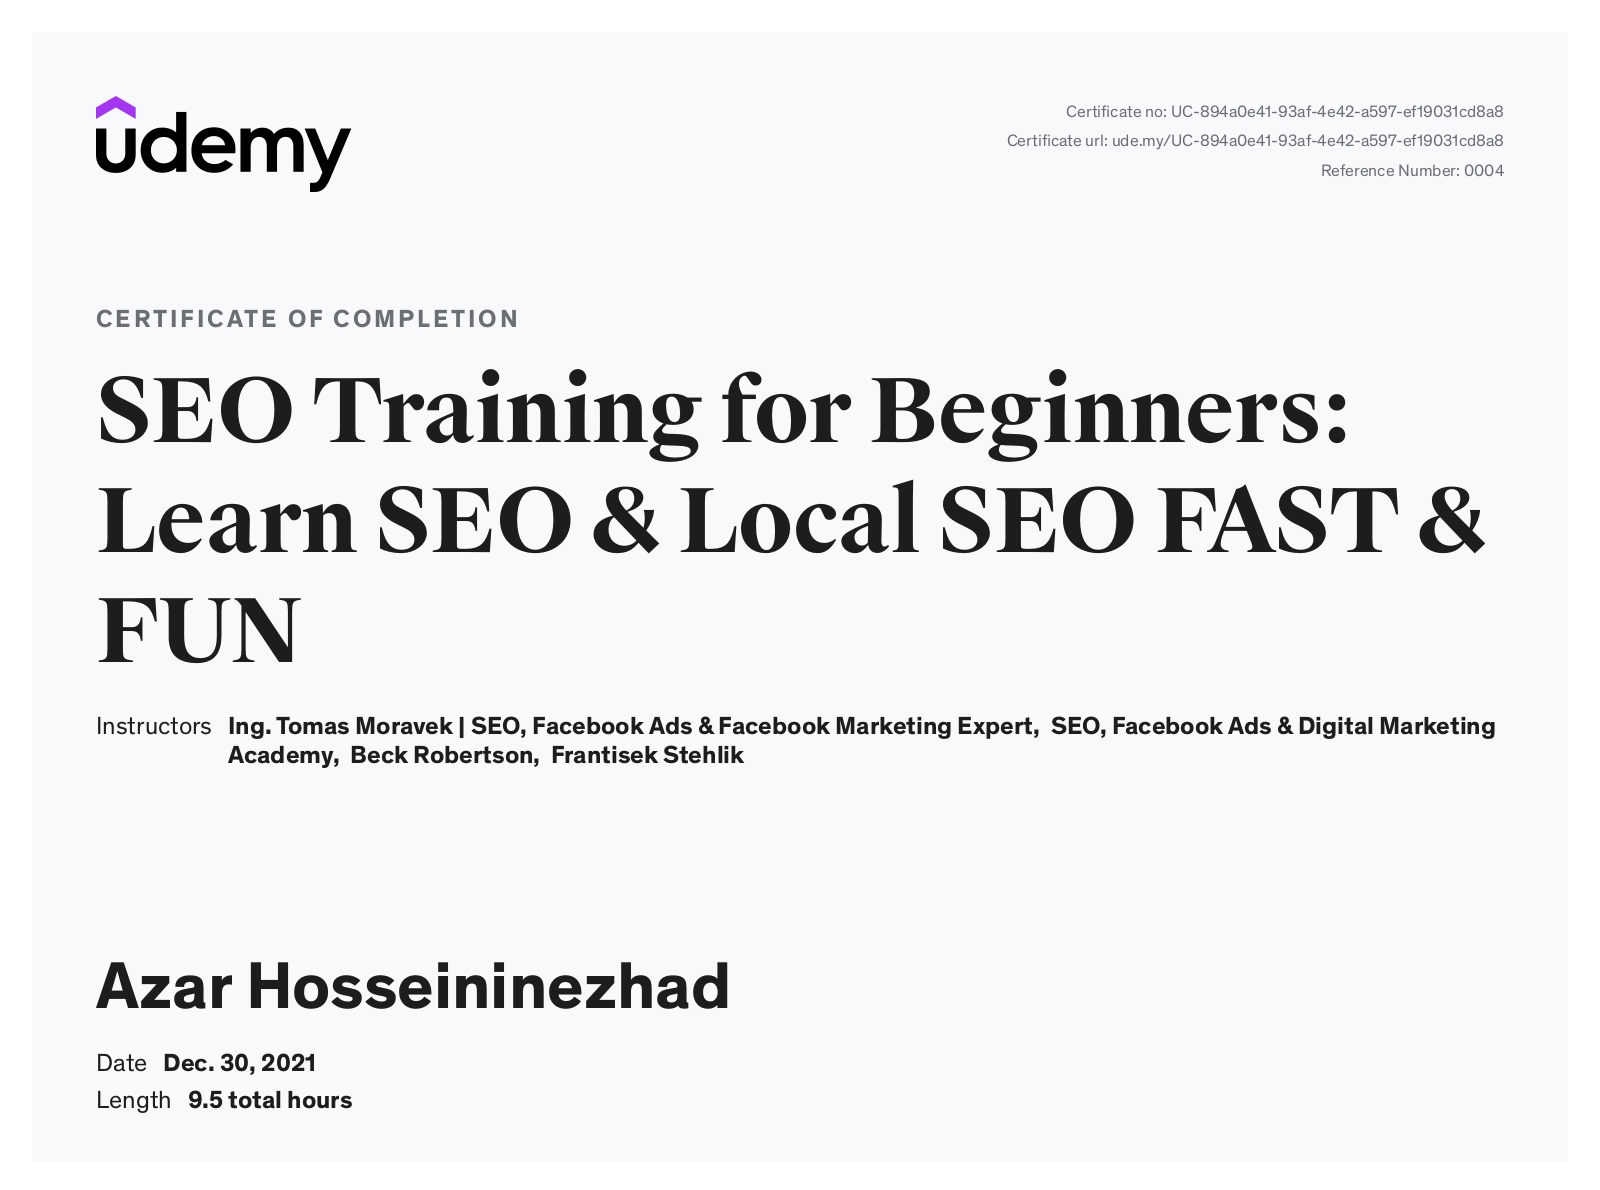 udemy
Certificate no: UC-894a0e41-93af-4e42-a597-ef19031cd8a8
Certificate url: ude.my/UC-894a0e41-93af-4e42-a597-ef19031cd8a8
Reference Number: 0004
CERTIFICATE OF COMPLETION
SEO Training for Beginners:
Learn SEO & Local SEO FAST &
FUN
Instructors Ing. Tomas Moravek | SEO, Facebook Ads & Facebook Marketing Expert, SEO, Facebook Ads & Digital Marketing
Academy, Beck Robertson, Frantisek Stehlik
Azar Hosseininezhad
Date Dec. 30, 2021
Length 9.5 total hours